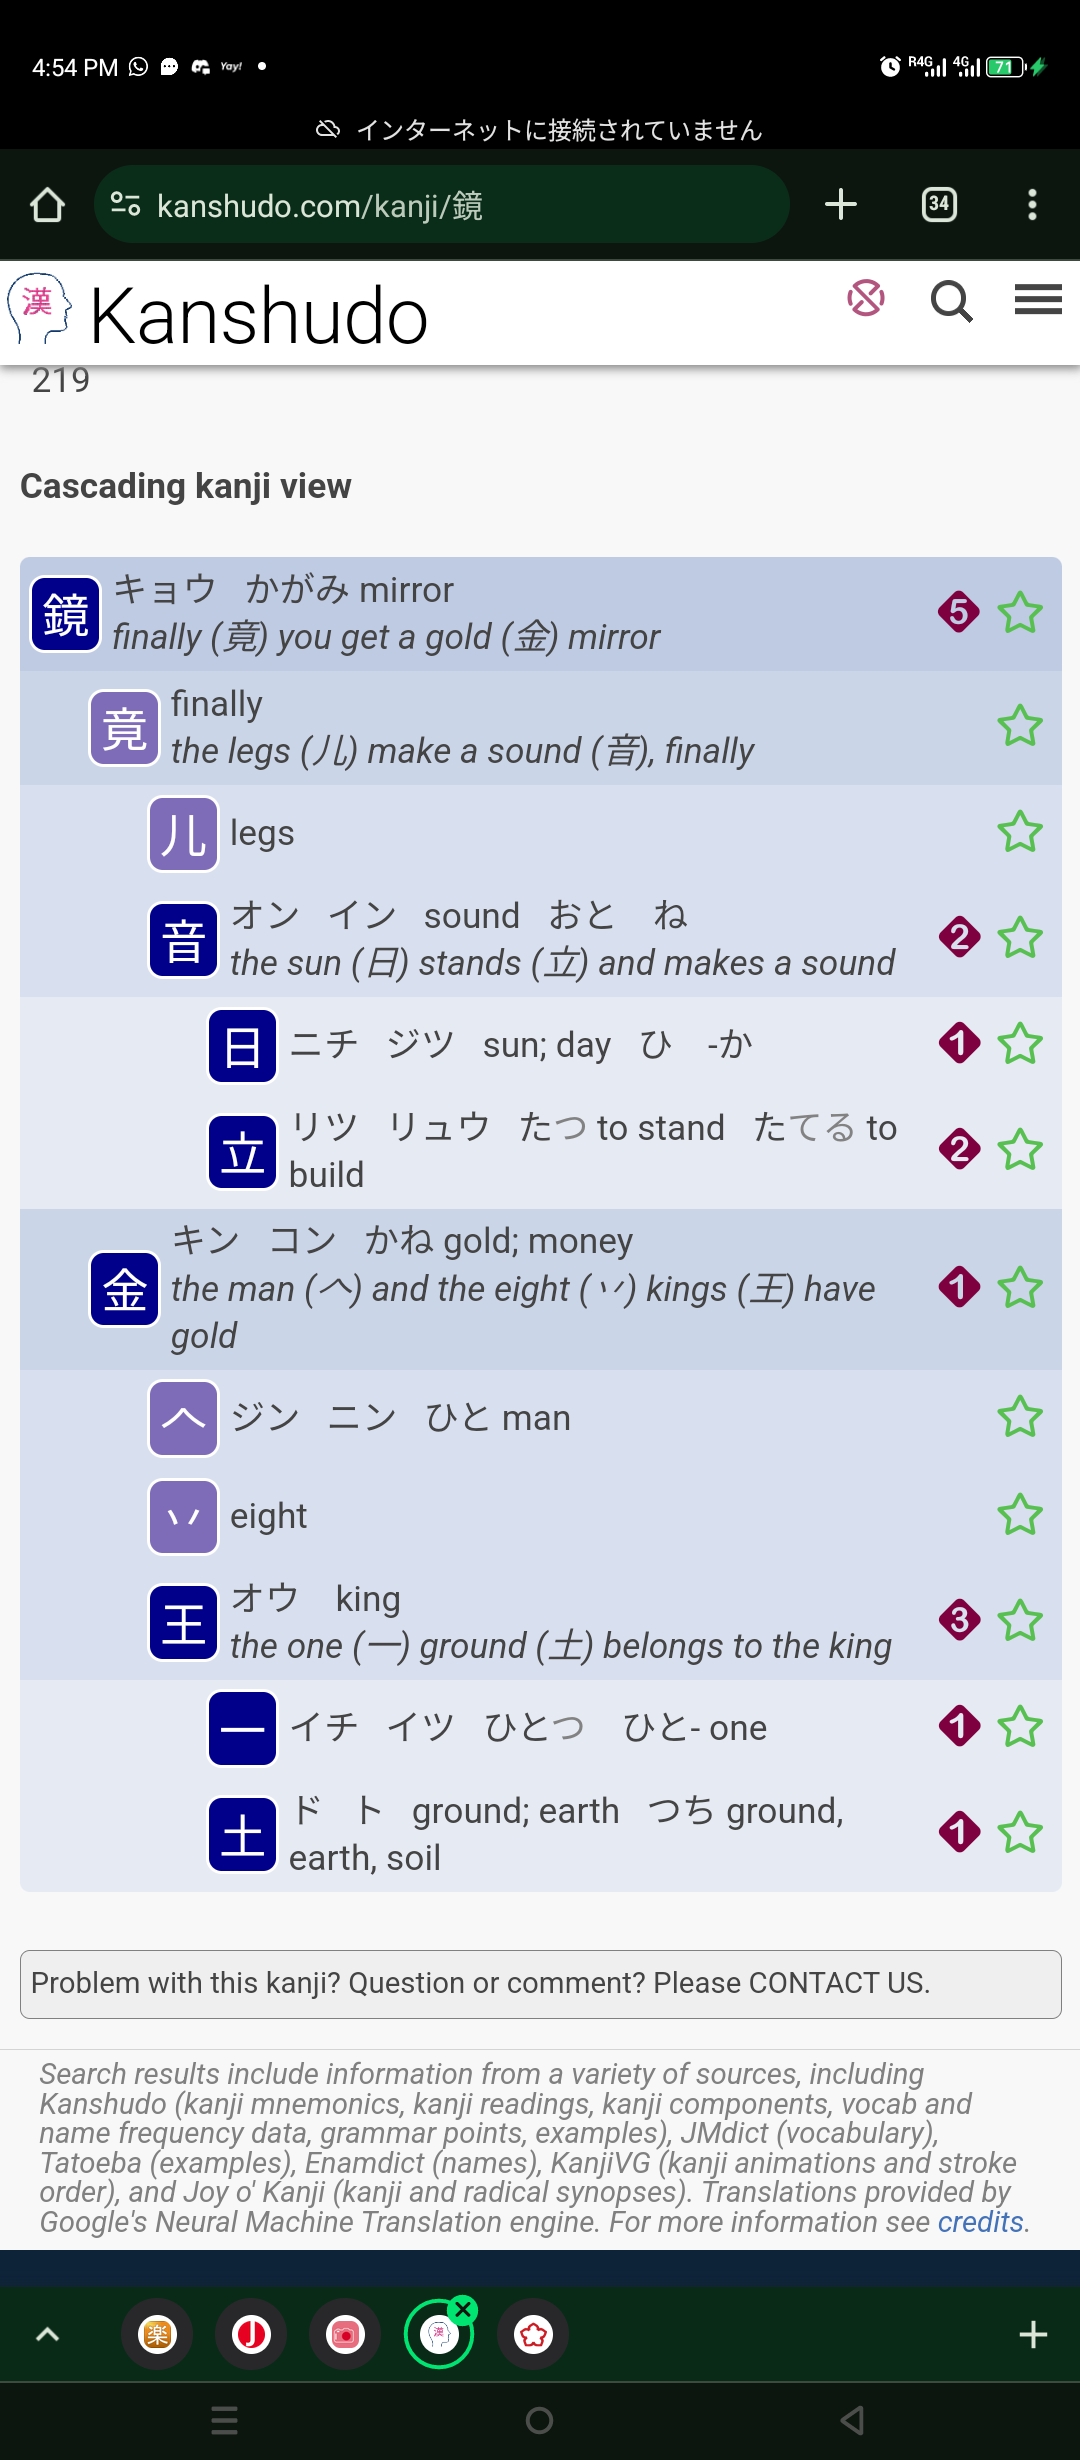 4:54 PM Yay! R4G 4G 71
インターネットに接続されていません
kanshudo.com/kanji/鏡 34
漢 Kanshudo
219
Cascading kanji view
鏡 キョウ かがみ mirror 5
finally (竟) you get a gold (金) mirror
竟 finally
the legs (儿) make a sound (音), finally
儿 legs
音 オン イン sound おと ね 2
the sun (日) stands (立) and makes a sound
日 ニチ ジツ sun; day ひ -か 1
立 リツ リュウ たつ to stand たてる to 2
build
金 キン コン かね gold; money 1
the man (𠆢) and the eight (丷) kings (王) have
gold
𠆢 ジン ニン ひと man
丷 eight
王 オウ king 3
the one (一) ground (土) belongs to the king
一 イチ イツ ひとつ ひと- one 1
土 ド ト ground; earth つち ground, 1
earth, soil
Problem with this kanji? Question or comment? Please CONTACT US.
Search results include information from a variety of sources, including
Kanshudo (kanji mnemonics, kanji readings, kanji components, vocab and
name frequency data, grammar points, examples), JMdict (vocabulary),
Tatoeba (examples), Enamdict (names), KanjiVG (kanji animations and stroke
order), and Joy o' Kanji (kanji and radical synopses). Translations provided by
Google's Neural Machine Translation engine. For more information see credits.
楽 J 漢